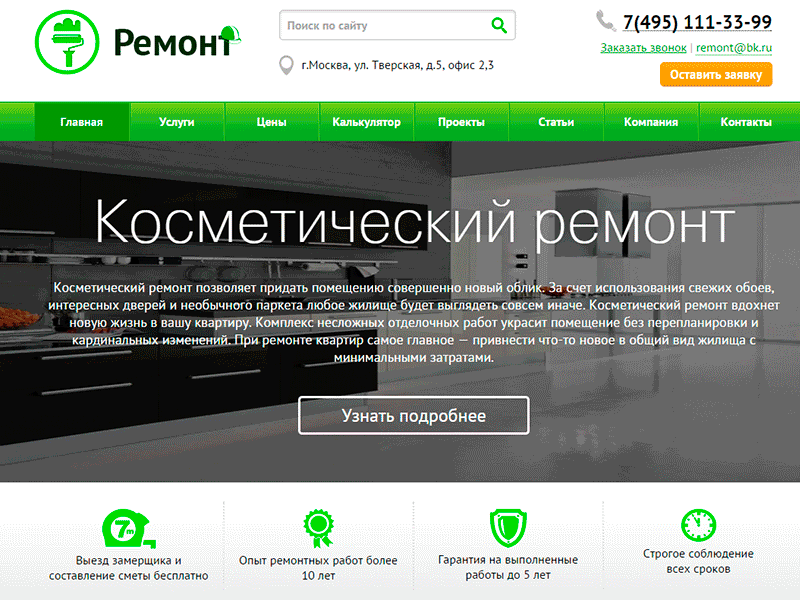 Ремонт
Поиск по сайту
г.Москва, ул. Тверская, д.5, офис 2,3
7(495) 111-33-99
Заказать звонок | remont@bk.ru
Оставить заявку
Главная Услуги Цены Калькулятор Проекты Статьи Компания Контакты
Косметический ремонт
Косметический ремонт позволяет придать помещению совершенно новый облик. За счет использования свежих обоев,
интересных дверей и необычного паркета любое жилище будет выглядеть совсем иначе. Косметический ремонт вдохнет
новую жизнь в вашу квартиру. Комплекс несложных отделочных работ украсит помещение без перепланировки и
кардинальных изменений. При ремонте квартир самое главное — привнести что-то новое в общий вид жилища с
минимальными затратами.
Узнать подробнее
7m
Выезд замерщика и
составление сметы бесплатно
Опыт ремонтных работ более
10 лет
Гарантия на выполненные
работы до 5 лет
Строгое соблюдение
всех сроков